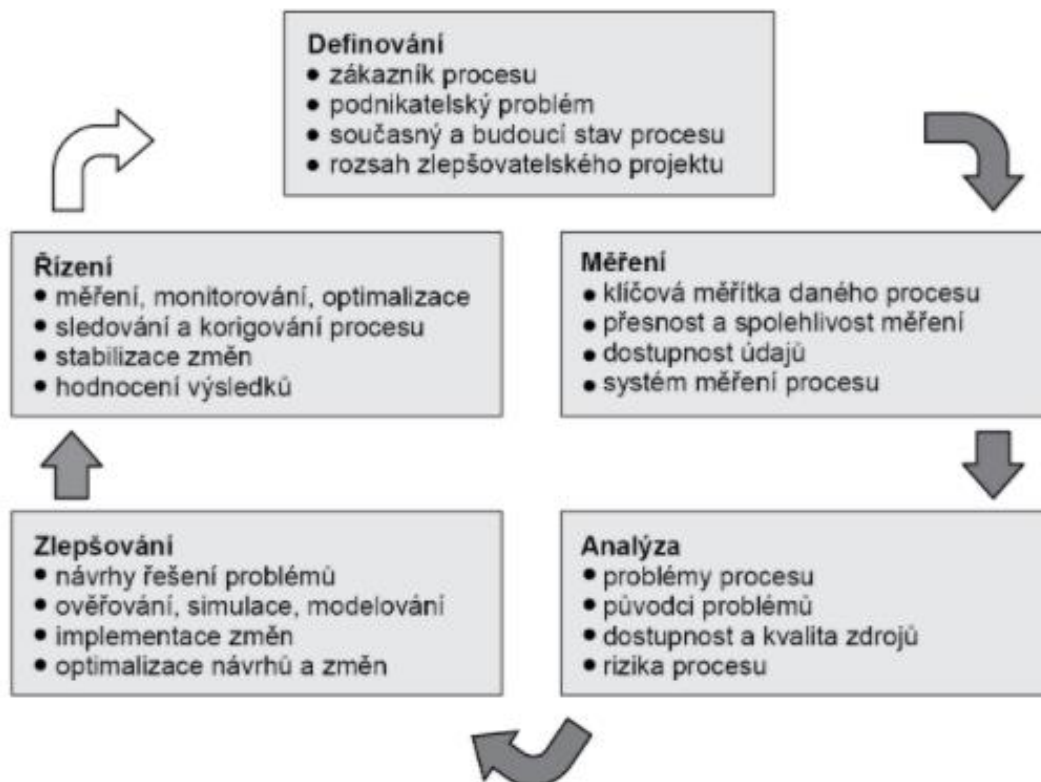 Definování
● zákazník procesu
● podnikatelský problém
● současný a budoucí stav procesu
● rozsah zlepšovatelského projektu
Řízení
● měření, monitorování, optimalizace
● sledování a korigování procesu
● stabilizace změn
● hodnocení výsledků
Měření
● klíčová měřítka daného procesu
● přesnost a spolehlivost měření
● dostupnost údajů
● systém měření procesu
Zlepšování
● návrhy řešení problémů
● ověřování, simulace, modelování
● implementace změn
● optimalizace návrhů a změn
Analýza
● problémy procesu
● původci problémů
● dostupnost a kvalita zdrojů
● rizika procesu